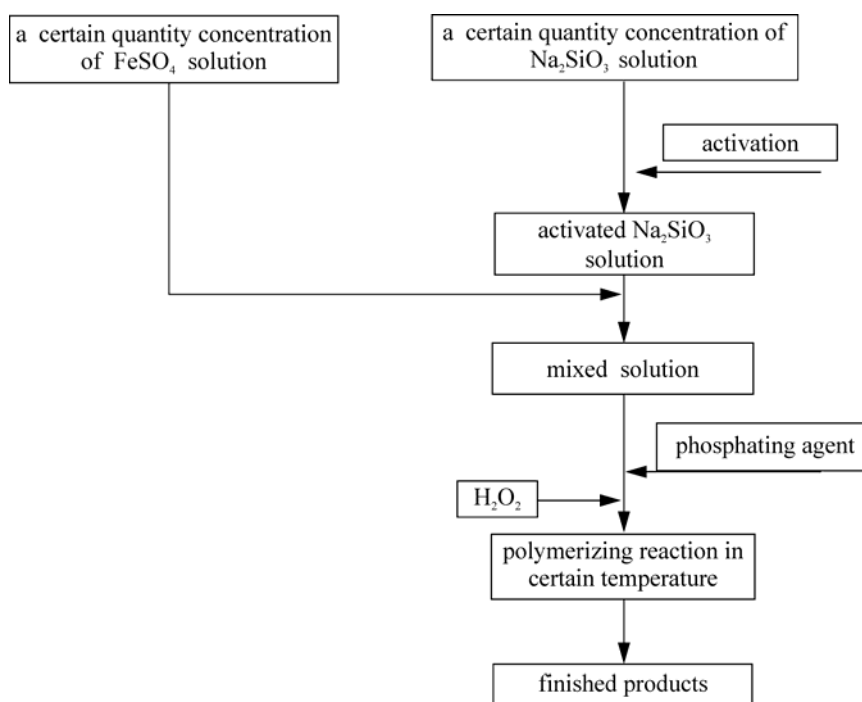 a certain quantity concentration
of FeSO₄ solution
a certain quantity concentration of
Na₂SiO₃ solution
activation
activated Na₂SiO₃
solution
mixed solution
phosphating agent
H₂O₂
polymerizing reaction in
certain temperature
finished products